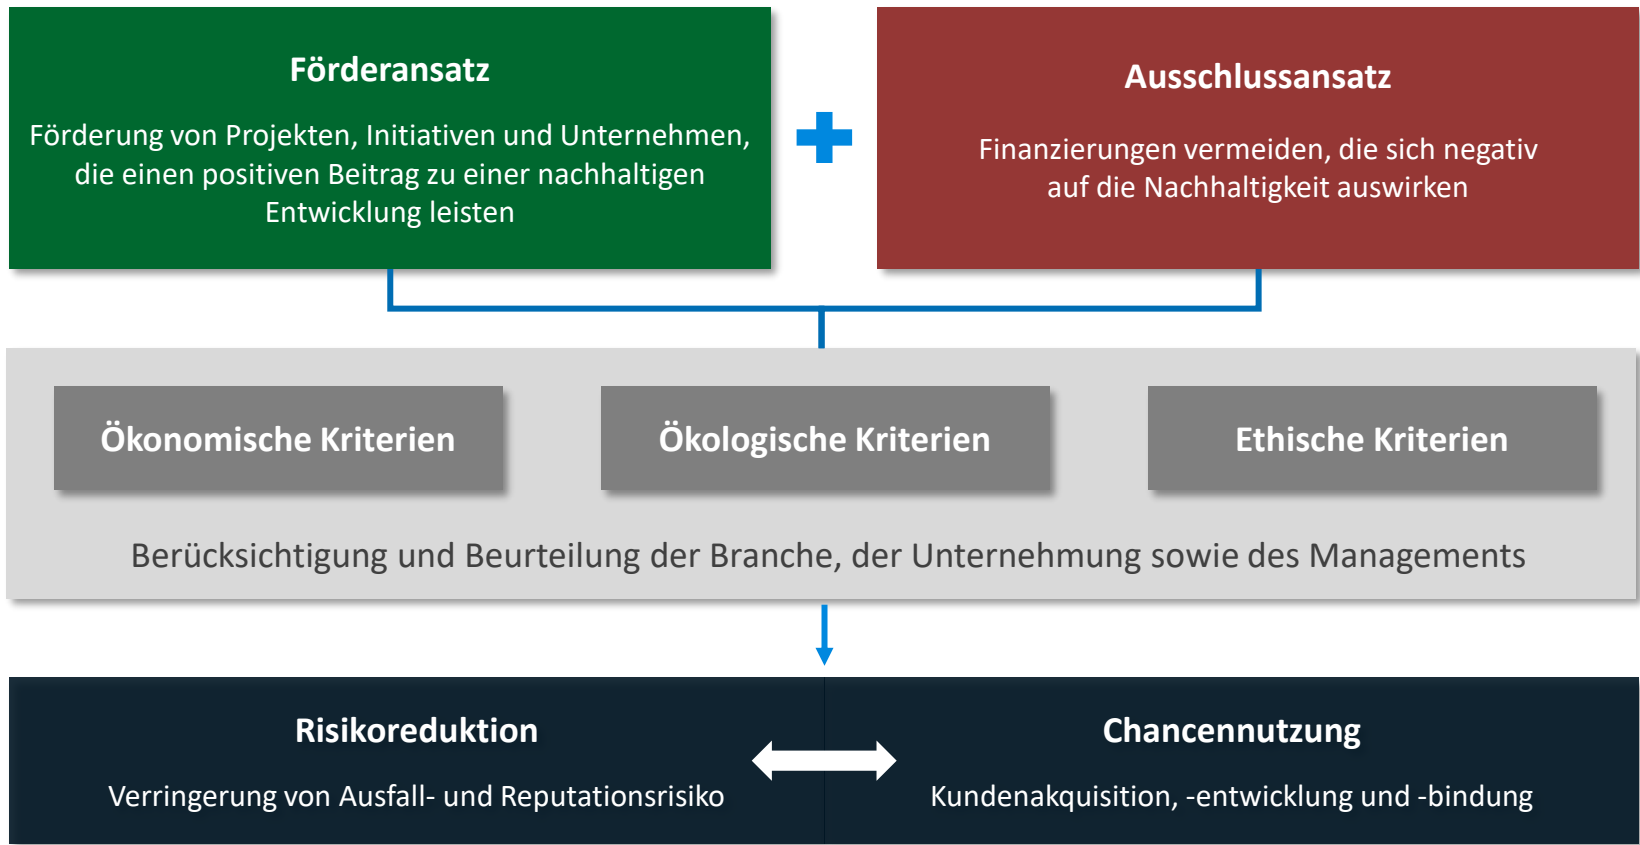 Förderansatz
Förderung von Projekten, Initiativen und Unternehmen,
die einen positiven Beitrag zu einer nachhaltigen
Entwicklung leisten
Ausschlussansatz
Finanzierungen vermeiden, die sich negativ
auf die Nachhaltigkeit auswirken
Ökonomische Kriterien
Ökologische Kriterien
Ethische Kriterien
Berücksichtigung und Beurteilung der Branche, der Unternehmung sowie des Managements
Risikoreduktion
Verringerung von Ausfall- und Reputationsrisiko
Chancennutzung
Kundenakquisition, -entwicklung und -bindung